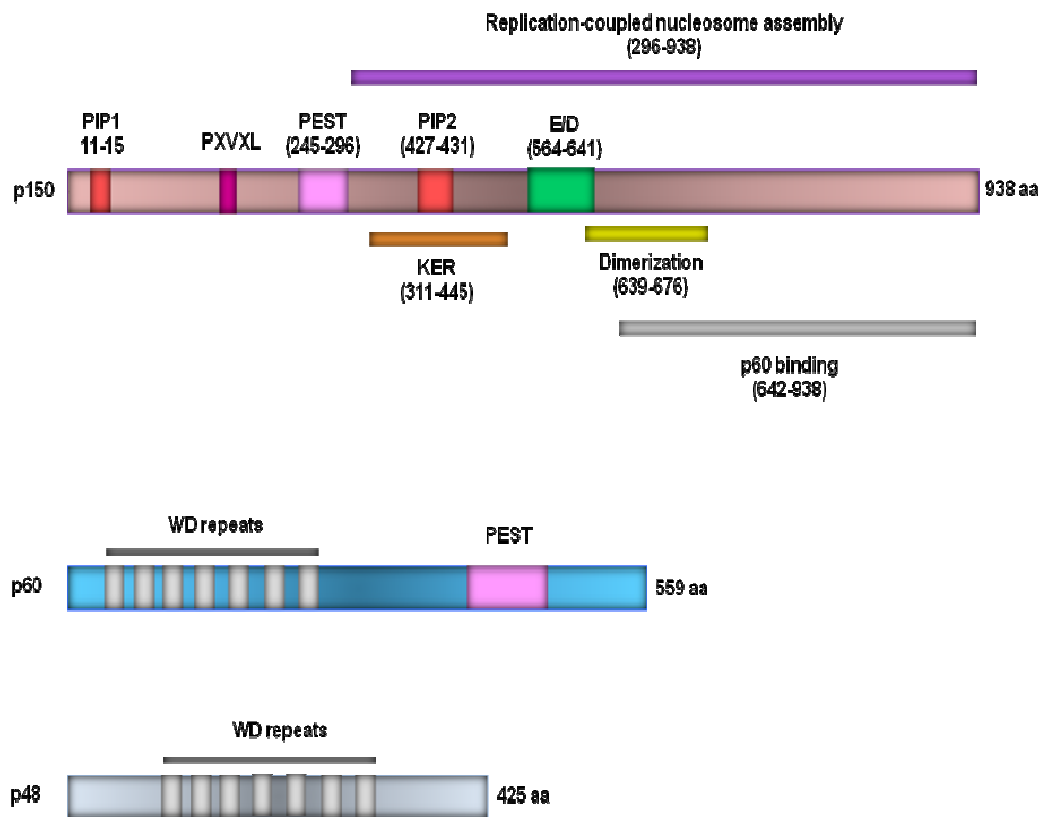 Replication-coupled nucleosome assembly
(296-938)
PIP1
11-15
PXVXL
PEST
(245-296)
PIP2
(427-431)
E/D
(564-641)
p150
938 aa
KER
(311-445)
Dimerization
(639-676)
p60 binding
(642-938)
WD repeats
PEST
p60
559 aa
WD repeats
p48
425 aa